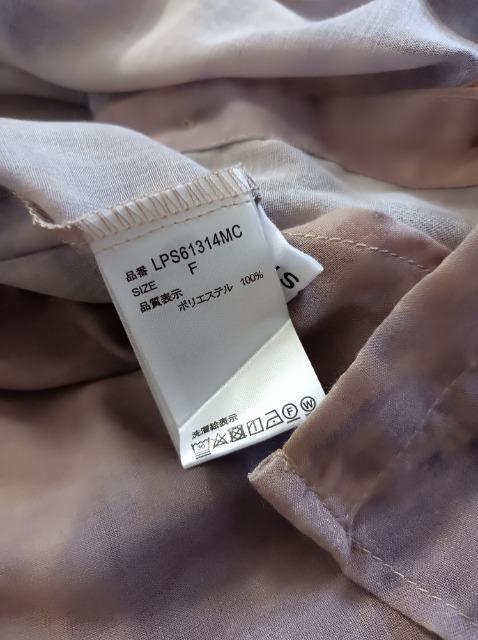 品番 LPS61314MC
SIZE F
品質表示 ポリエステル 100%
洗濯絵表示
30
F W